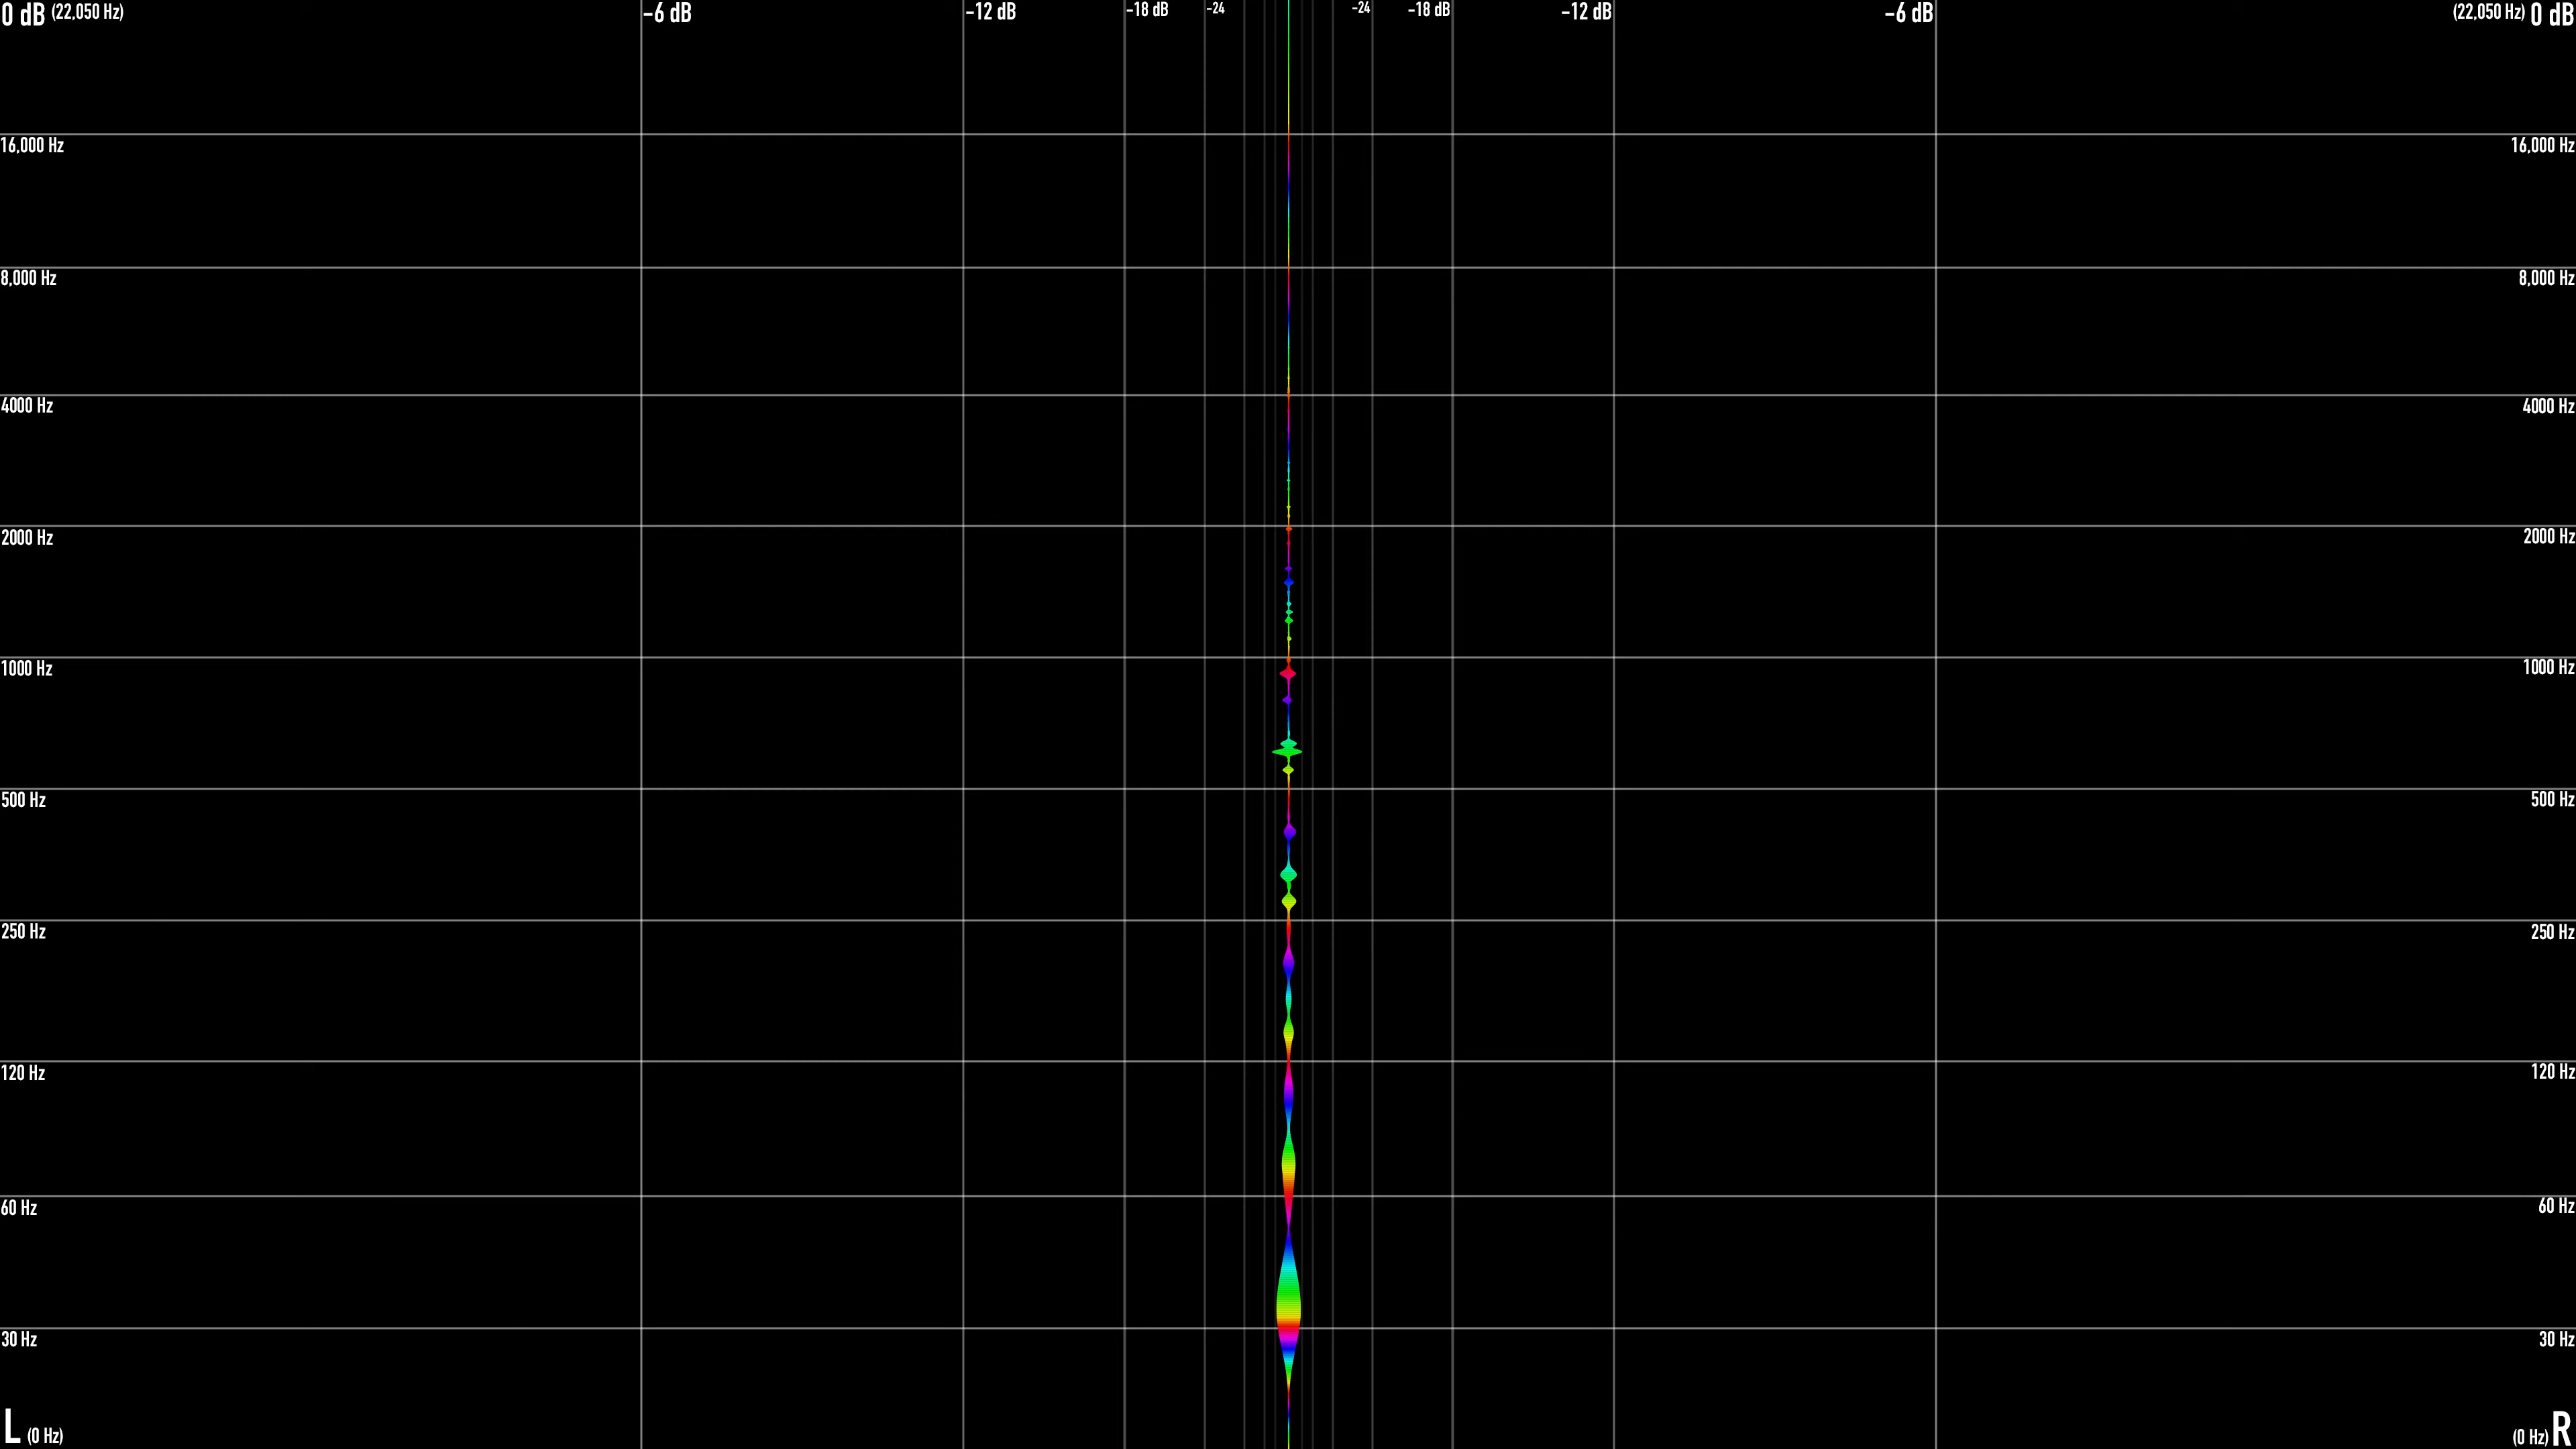 0 dB (22,050 Hz) –6 dB –12 dB –18 dB –24 –24 –18 dB –12 dB –6 dB (22,050 Hz) 0 dB
16,000 Hz 16,000 Hz
8,000 Hz 8,000 Hz
4000 Hz 4000 Hz
2000 Hz 2000 Hz
1000 Hz 1000 Hz
500 Hz 500 Hz
250 Hz 250 Hz
120 Hz 120 Hz
60 Hz 60 Hz
30 Hz 30 Hz
L (0 Hz) (0 Hz) R